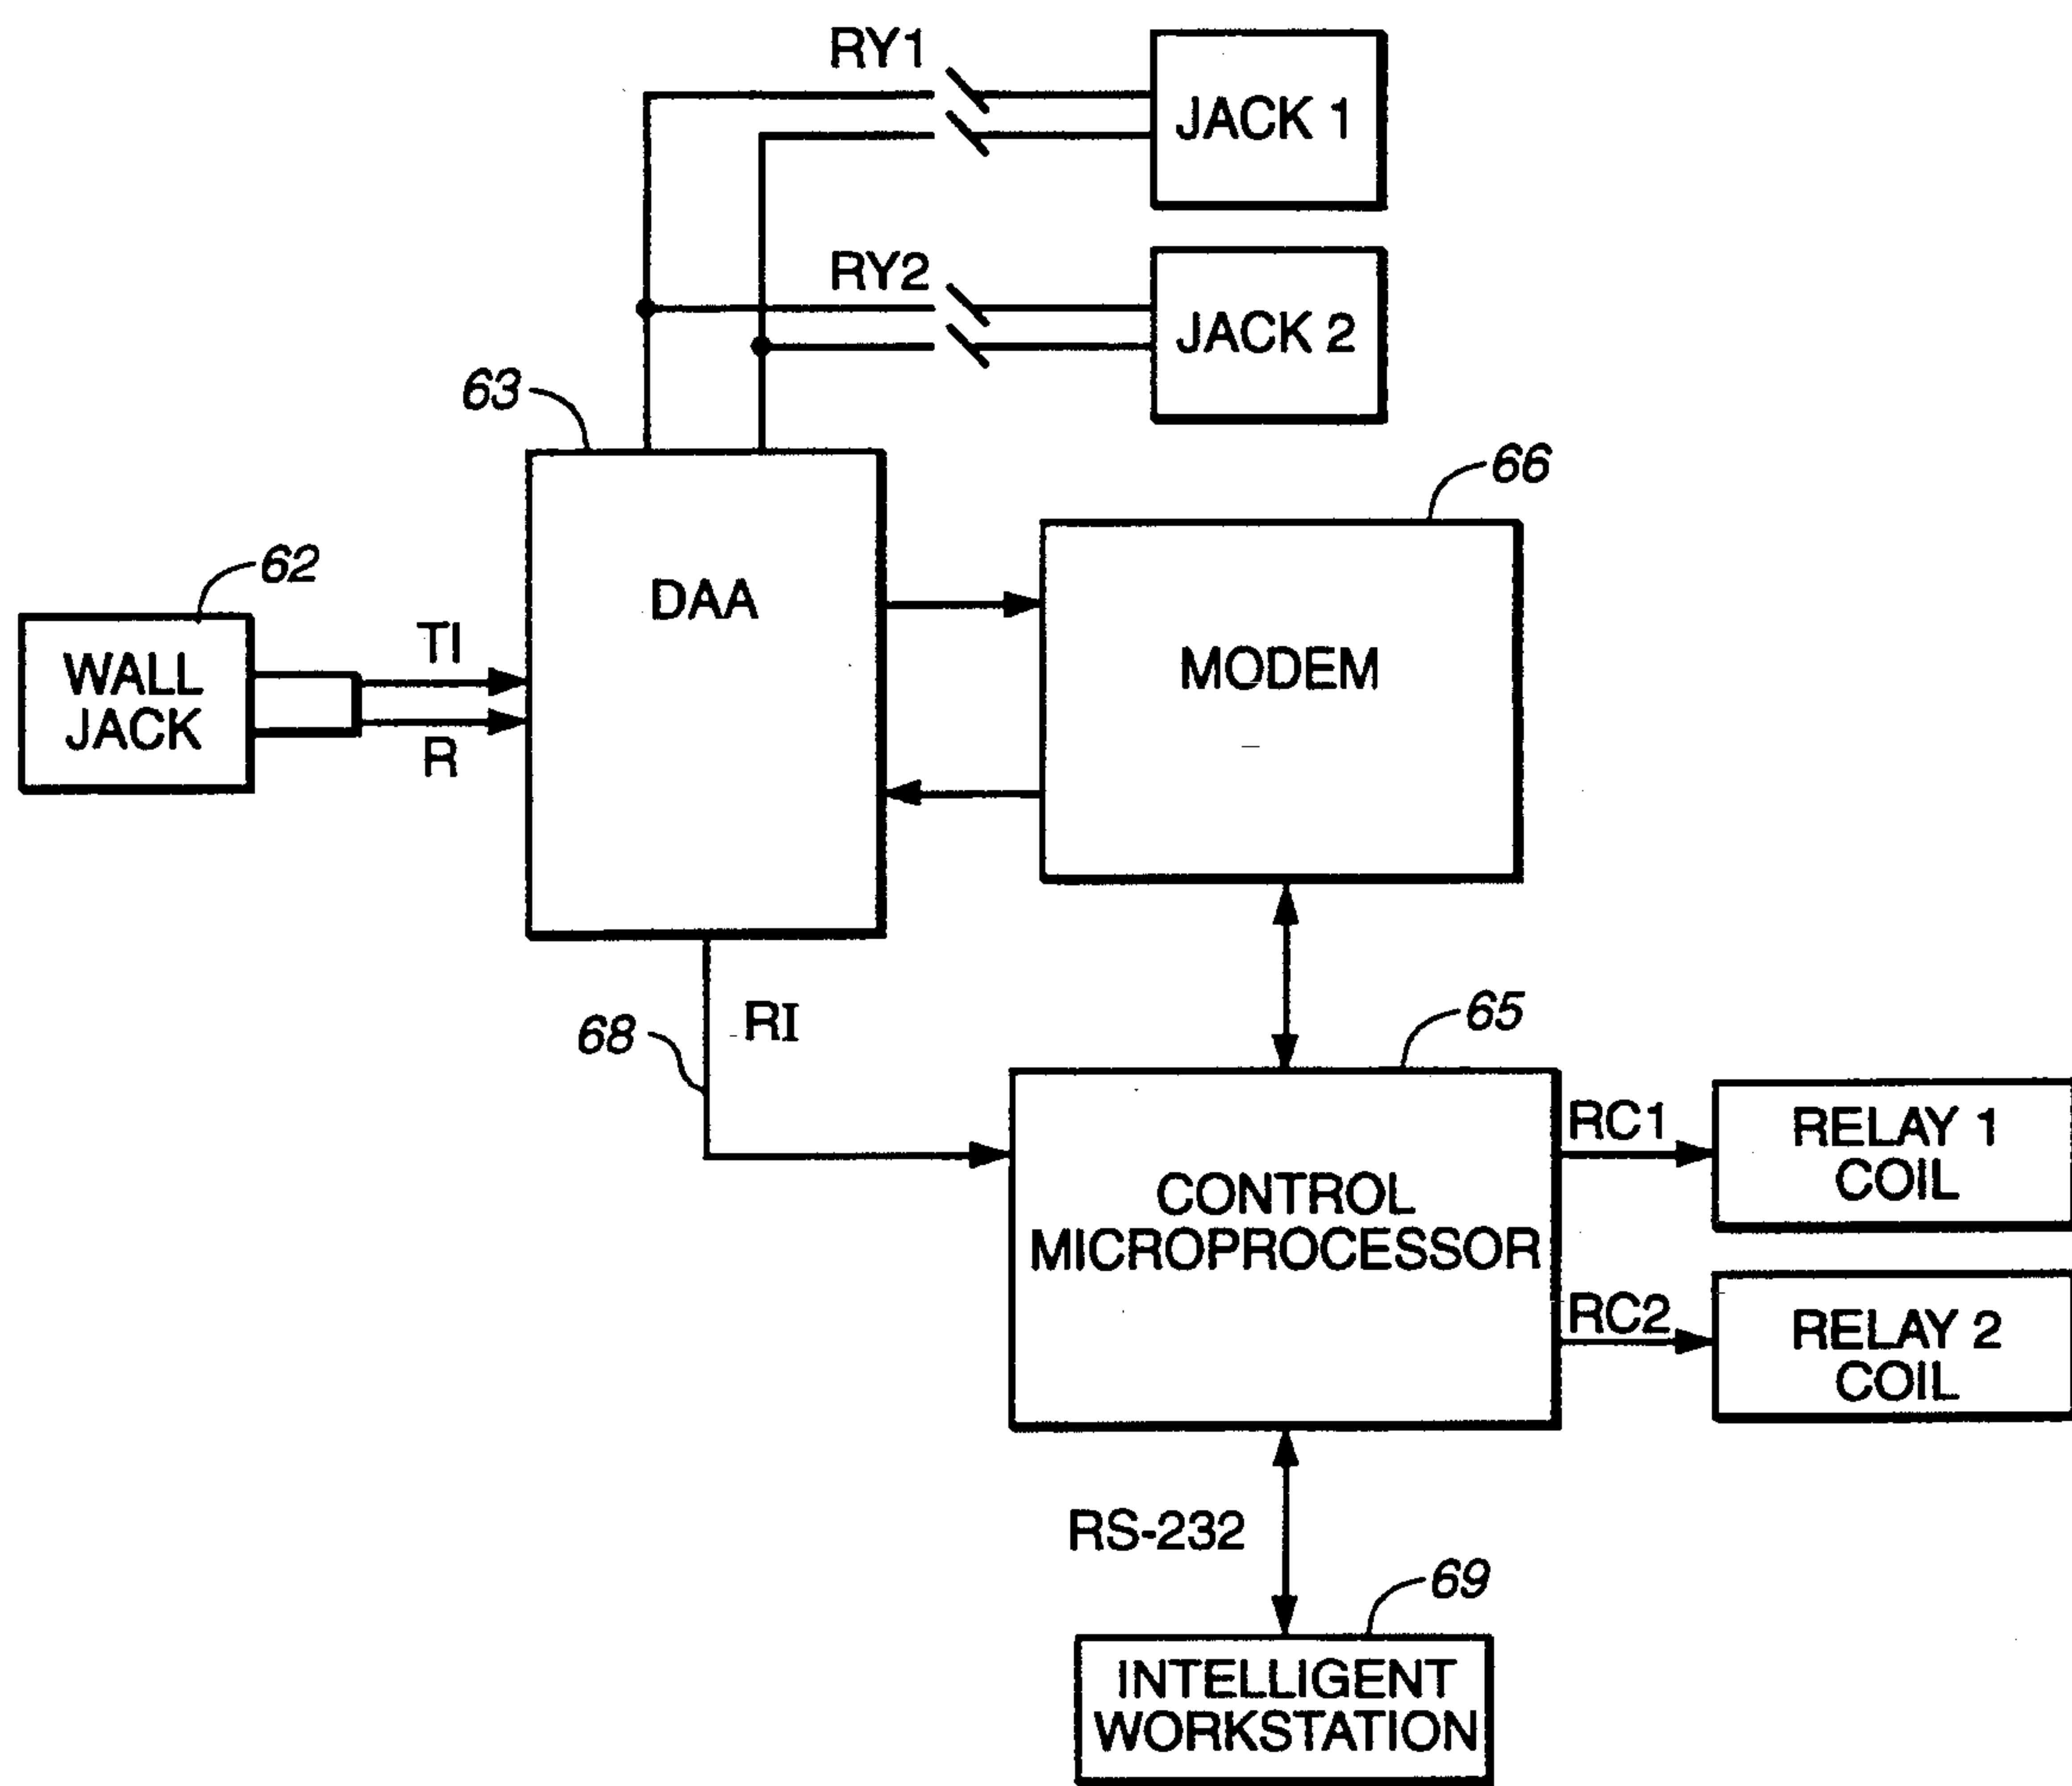 RY1
JACK 1
RY2
JACK 2
63
66
62
DAA
WALL
JACK
TI
R
MODEM
68
RI
65
CONTROL
MICROPROCESSOR
RC1
RELAY 1
COIL
RC2
RELAY 2
COIL
RS-232
69
INTELLIGENT
WORKSTATION